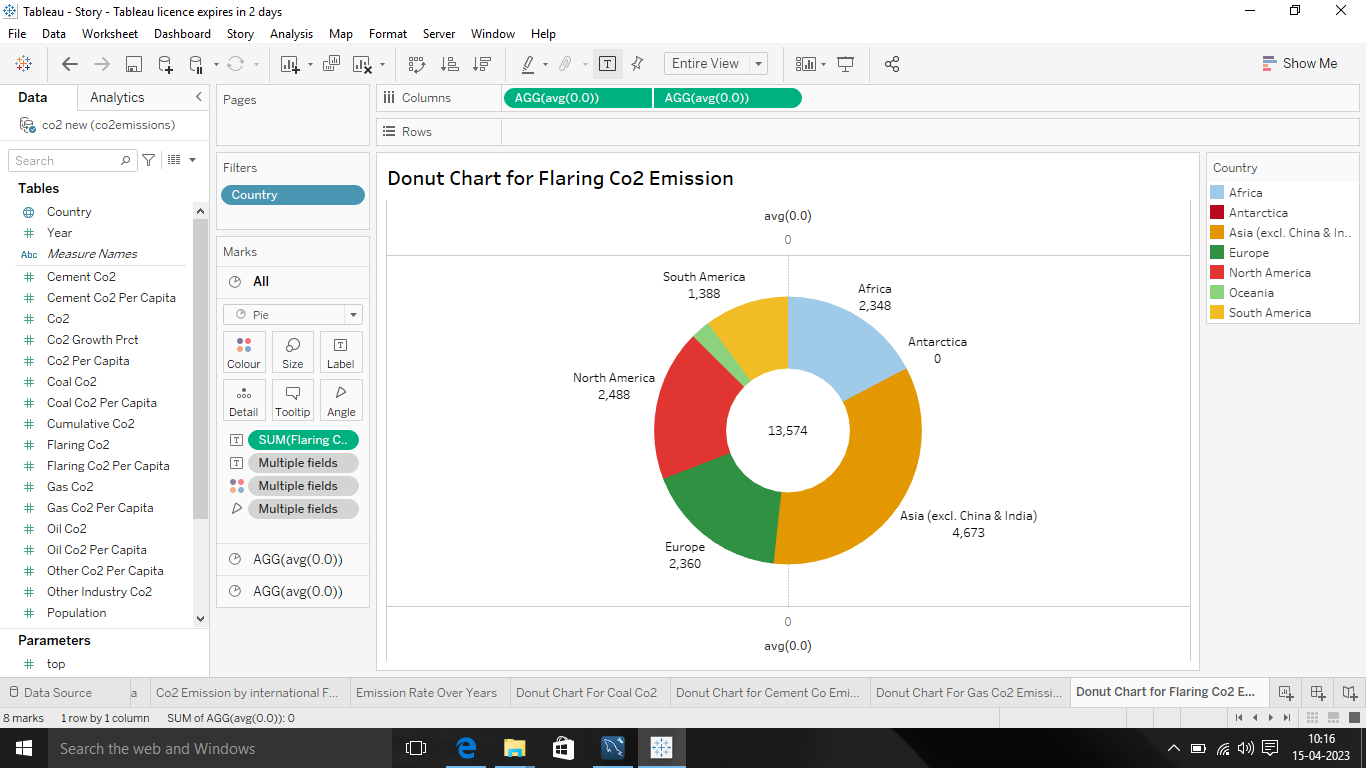 Tableau - Story - Tableau licence expires in 2 days
File Data Worksheet Dashboard Story Analysis Map Format Server Window Help
Entire View
Show Me
Data Analytics
co2 new (co2emissions)
Search
Tables
Country
Year
Measure Names
Cement Co2
Cement Co2 Per Capita
Co2
Co2 Growth Prct
Co2 Per Capita
Coal Co2
Coal Co2 Per Capita
Cumulative Co2
Flaring Co2
Flaring Co2 Per Capita
Gas Co2
Gas Co2 Per Capita
Oil Co2
Oil Co2 Per Capita
Other Co2 Per Capita
Other Industry Co2
Population
Parameters
top
Pages
Filters
Country
Marks
All
Pie
Colour Size Label
Detail Tooltip Angle
SUM(Flaring C..
Multiple fields
Multiple fields
Multiple fields
AGG(avg(0.0))
AGG(avg(0.0))
Columns AGG(avg(0.0)) AGG(avg(0.0))
Rows
Donut Chart for Flaring Co2 Emission
avg(0.0)
0
South America
1,388
Africa
2,348
Antarctica
0
North America
2,488
13,574
Asia (excl. China & India)
4,673
Europe
2,360
0
avg(0.0)
Country
Africa
Antarctica
Asia (excl. China & In..
Europe
North America
Oceania
South America
Data Source a Co2 Emission by international F... Emission Rate Over Years Donut Chart For Coal Co2 Donut Chart for Cement Co Emi... Donut Chart For Gas Co2 Emissi... Donut Chart for Flaring Co2 E...
8 marks 1 row by 1 column SUM of AGG(avg(0.0)): 0
Search the web and Windows
10:16
15-04-2023